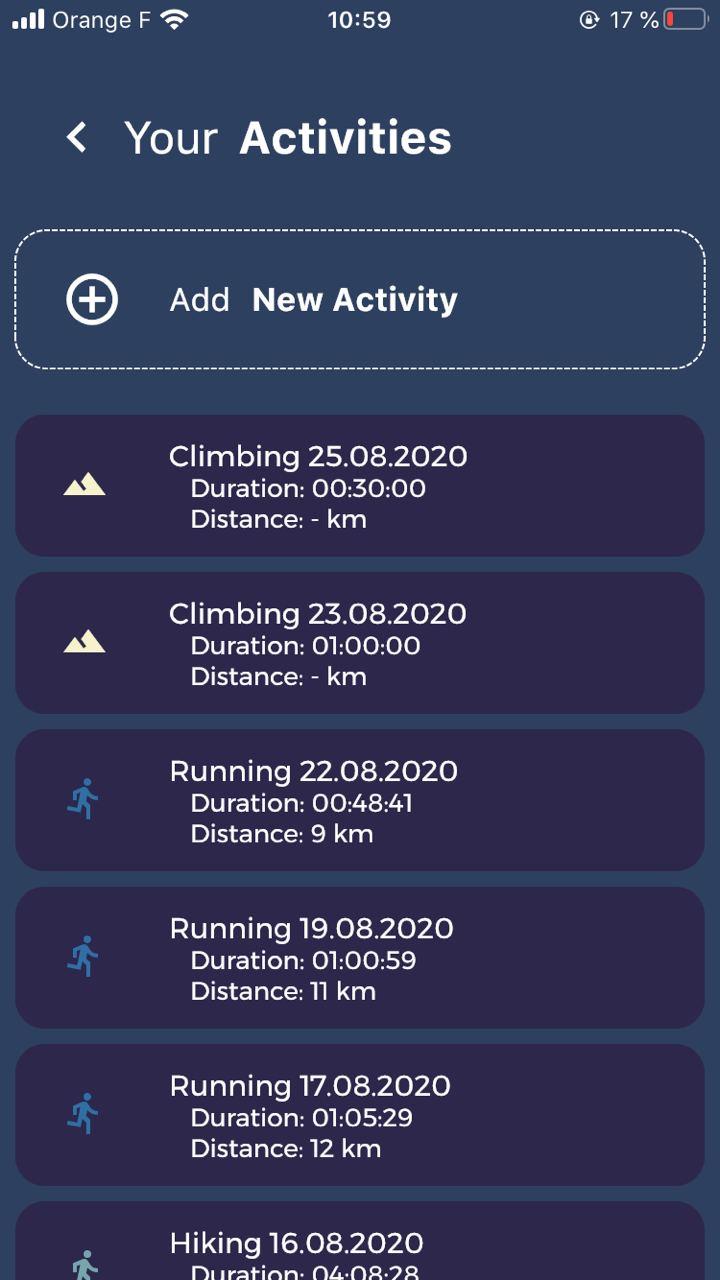 Orange F 10:59 17 %
Your Activities
Add New Activity
Climbing 25.08.2020
Duration: 00:30:00
Distance: - km
Climbing 23.08.2020
Duration: 01:00:00
Distance: - km
Running 22.08.2020
Duration: 00:48:41
Distance: 9 km
Running 19.08.2020
Duration: 01:00:59
Distance: 11 km
Running 17.08.2020
Duration: 01:05:29
Distance: 12 km
Hiking 16.08.2020
Duration: 04:08:28